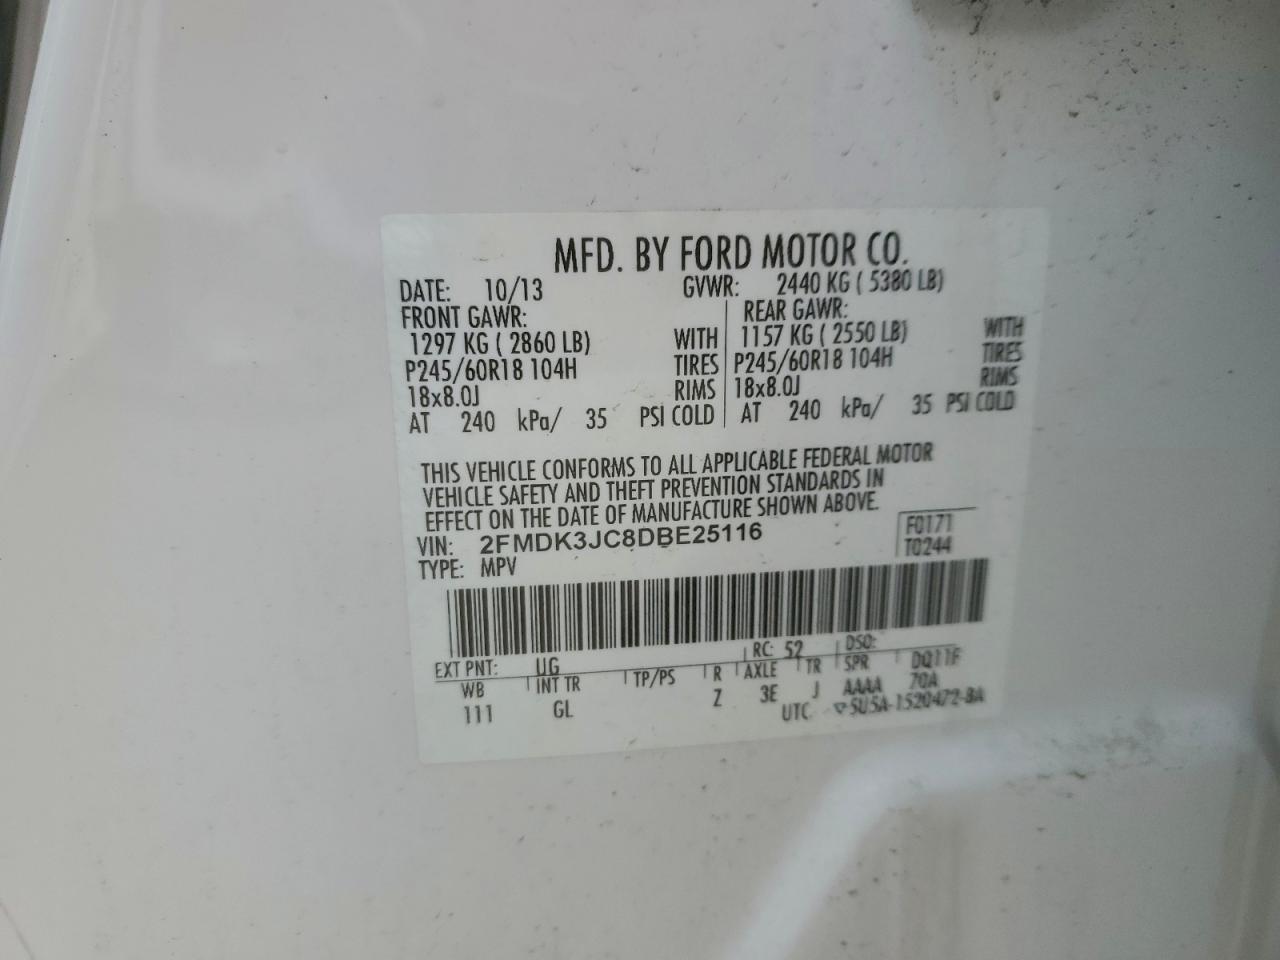 MFD. BY FORD MOTOR CO.
DATE: 10/13 GVWR: 2440 KG ( 5380 LB)
FRONT GAWR: REAR GAWR:
1297 KG ( 2860 LB) WITH 1157 KG ( 2550 LB) WITH
P245/60R18 104H TIRES P245/60R18 104H TIRES
18x8.0J RIMS 18x8.0J RIMS
AT 240 kPa/ 35 PSI COLD AT 240 kPa/ 35 PSI COLD
THIS VEHICLE CONFORMS TO ALL APPLICABLE FEDERAL MOTOR
VEHICLE SAFETY AND THEFT PREVENTION STANDARDS IN
EFFECT ON THE DATE OF MANUFACTURE SHOWN ABOVE.
VIN: 2FMDK3JC8DBE25116 F0171
TYPE: MPV T0244
EXT PNT: UG RC: 52 DSO:
WB INT TR TP/PS R AXLE TR SPR DQ11F
111 GL Z 3E J AAAA 70A
UTC 5U5A-1520472-BA